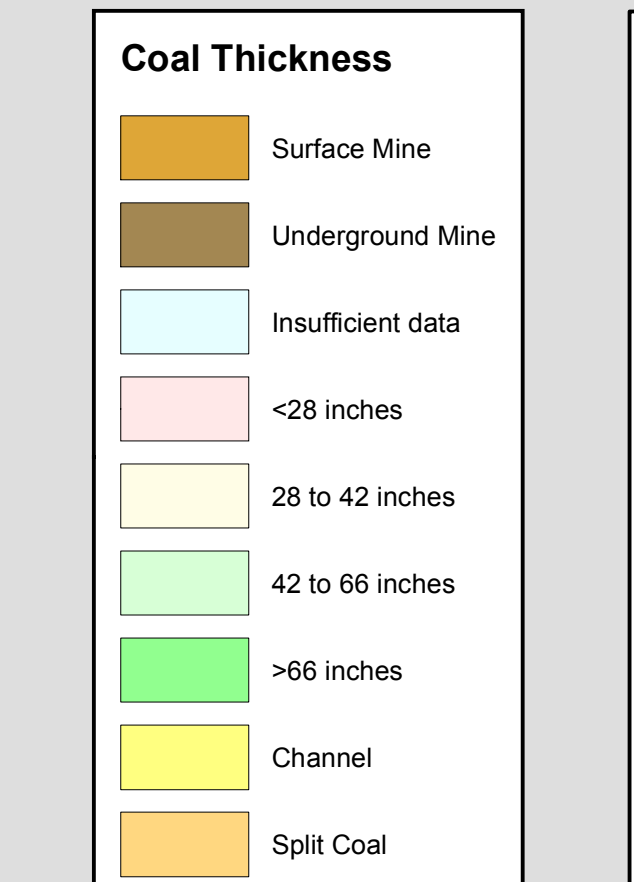 Coal Thickness
Surface Mine
Underground Mine
Insufficient data
<28 inches
28 to 42 inches
42 to 66 inches
>66 inches
Channel
Split Coal